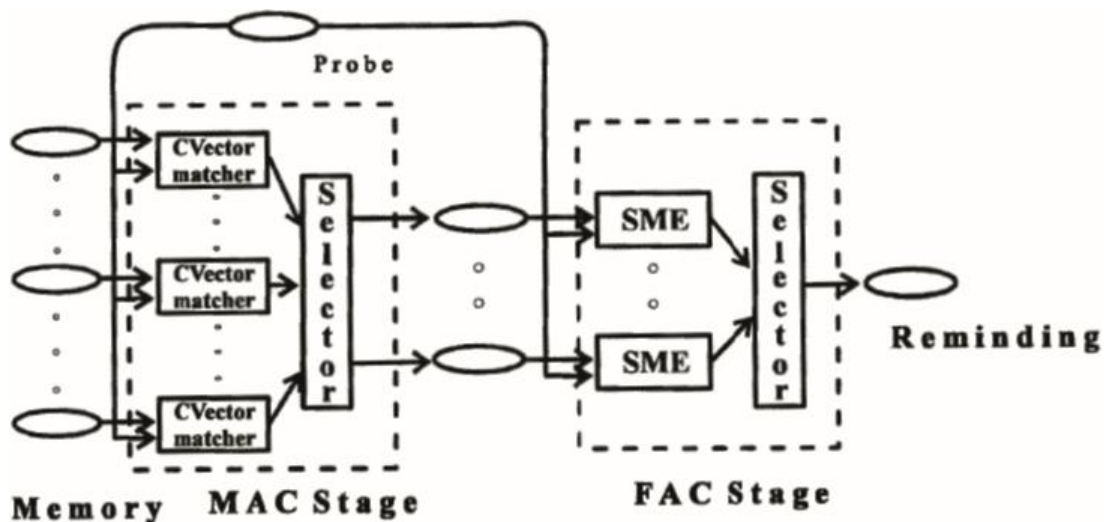 Probe
CVector
matcher
CVector
matcher
CVector
matcher
Selector
SME
SME
Selector
Reminding
Memory
MAC Stage
FAC Stage